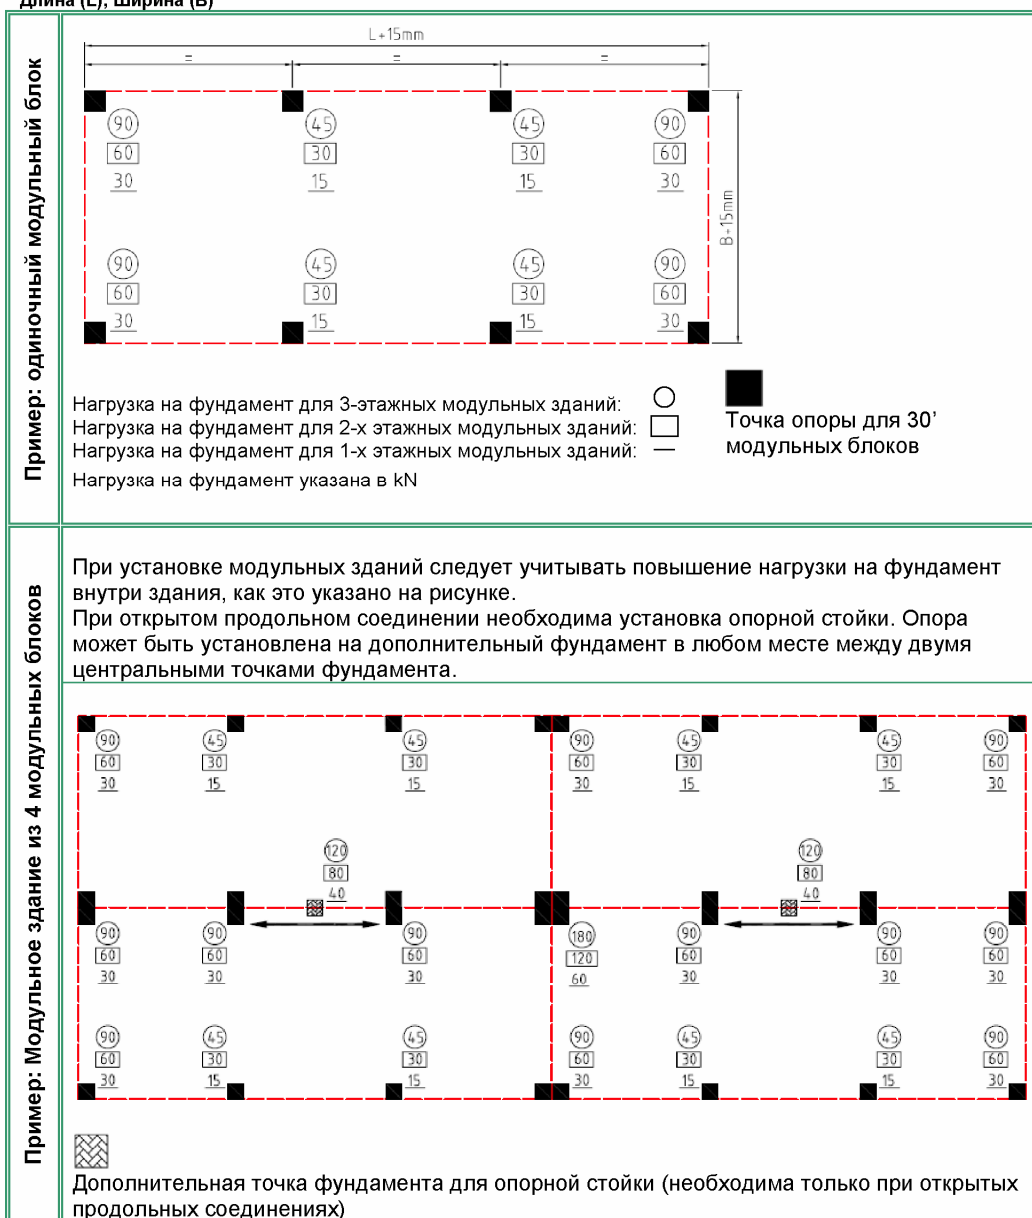 Длина (L), Ширина (B)
Пример: одиночный модульный блок
L+15mm
= = =
90 45 45 90
60 30 30 60
30 15 15 30
B+15mm
90 45 45 90
60 30 30 60
30 15 15 30
Нагрузка на фундамент для 3-этажных модульных зданий:
Нагрузка на фундамент для 2-х этажных модульных зданий:
Нагрузка на фундамент для 1-х этажных модульных зданий:
Нагрузка на фундамент указана в kN
Точка опоры для 30’
модульных блоков
Пример: Модульное здание из 4 модульных блоков
При установке модульных зданий следует учитывать повышение нагрузки на фундамент
внутри здания, как это указано на рисунке.
При открытом продольном соединении необходима установка опорной стойки. Опора
может быть установлена на дополнительный фундамент в любом месте между двумя
центральными точками фундамента.
90 45 45 90 45 45 90
60 30 30 60 30 30 60
30 15 15 30 15 15 30
120 120
80 80
40 40
90 90 90 180 90 90 90
60 60 60 120 60 60 60
30 30 30 60 30 30 30
90 45 45 90 45 45 90
60 30 30 60 30 30 60
30 15 15 30 15 15 30
Дополнительная точка фундамента для опорной стойки (необходима только при открытых
продольных соединениях)